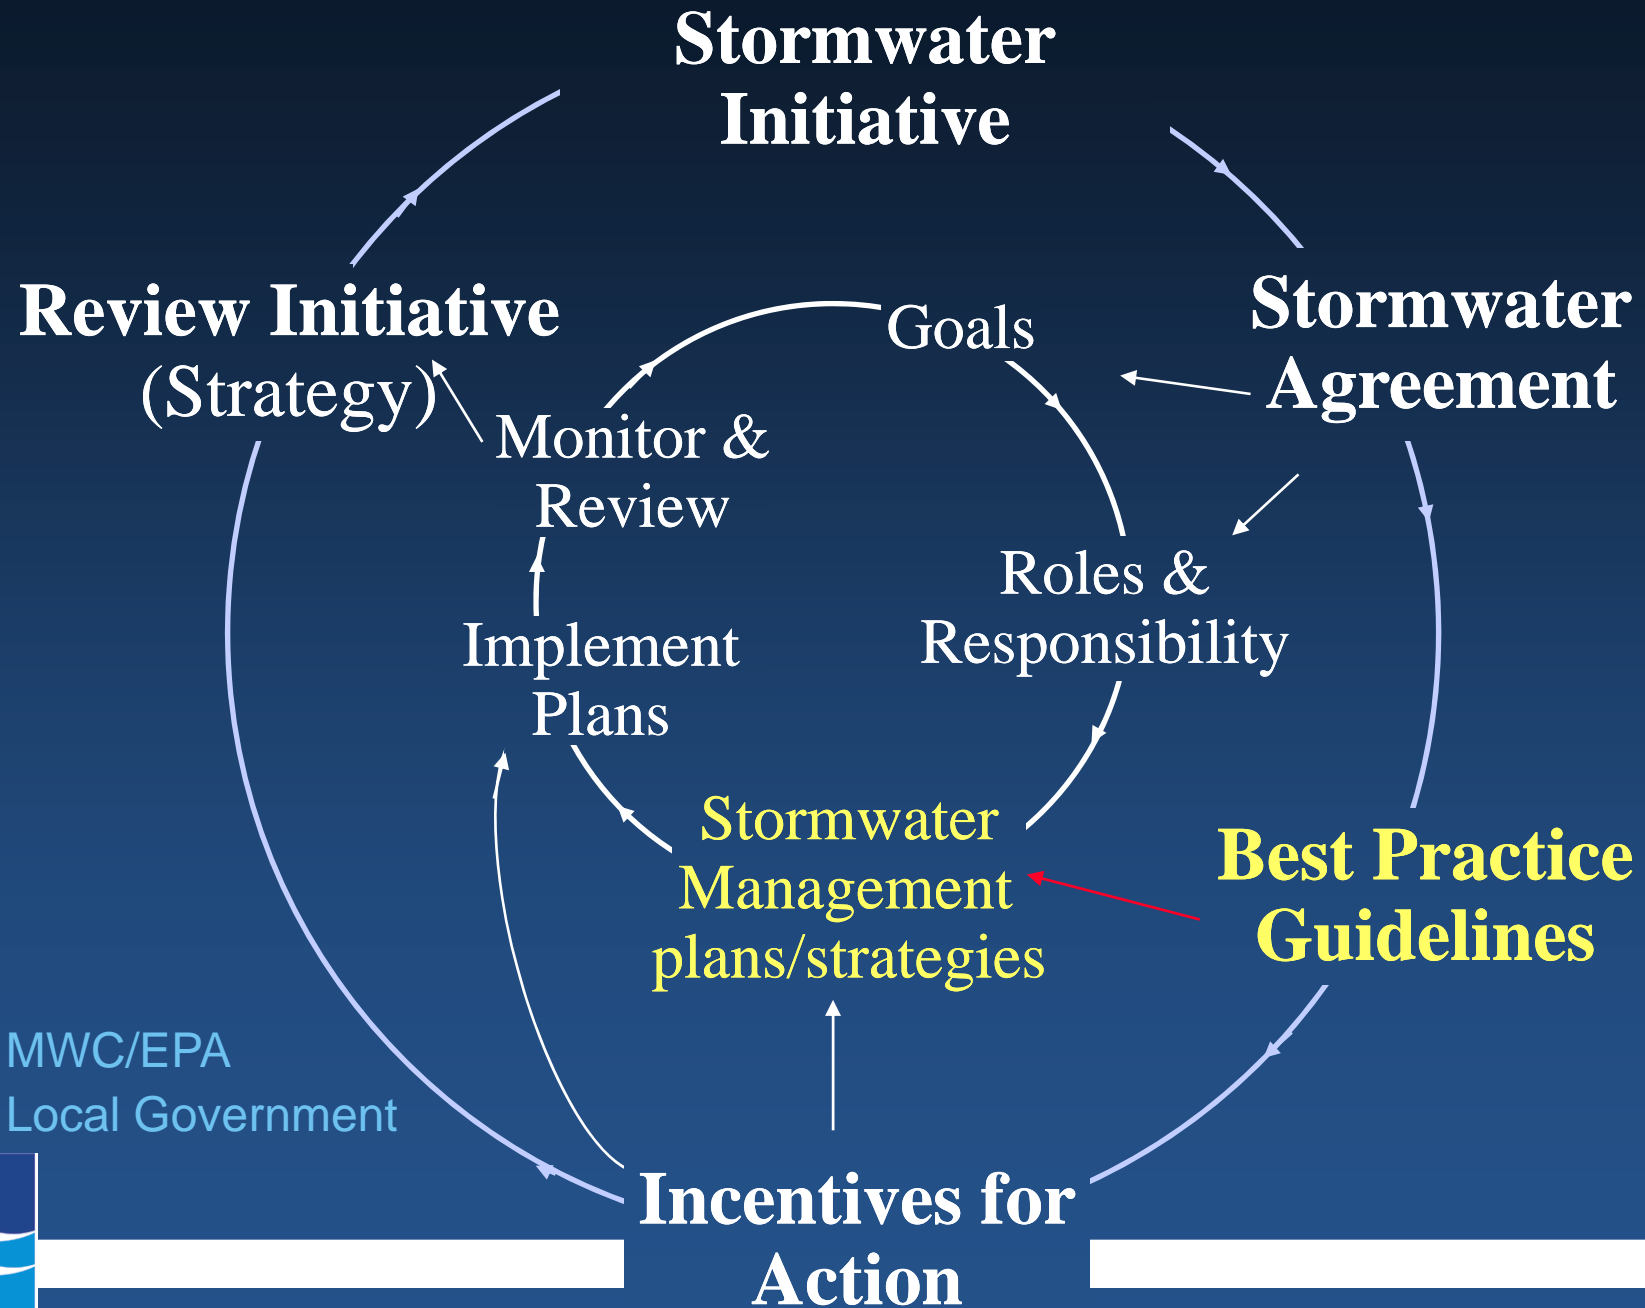 Stormwater
Initiative
Review Initiative
(Strategy)
Stormwater
Agreement
Goals
Monitor &
Review
Roles &
Responsibility
Implement
Plans
Stormwater
Management
plans/strategies
Best Practice
Guidelines
MWC/EPA
Local Government
Incentives for
Action